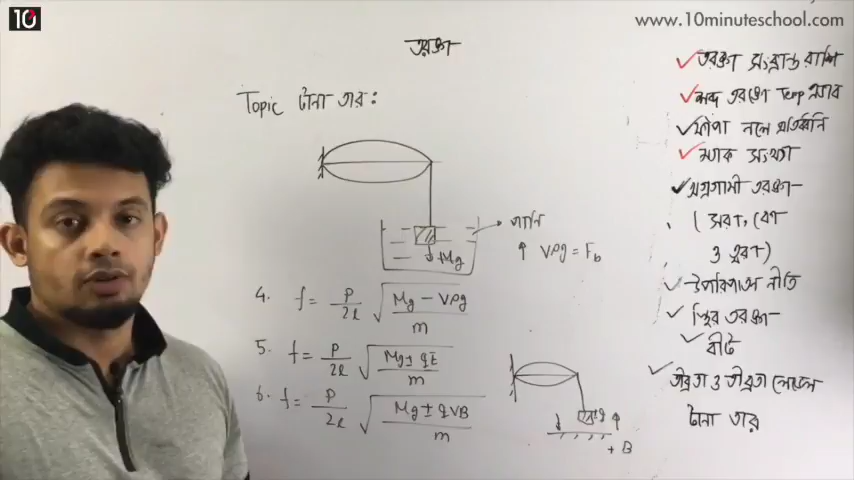 10
www.10minuteschool.com
তরঙ্গ
Topic টানা তার :
পানি
Mg
↑ Vρg = F_b
4. f = P/2l √(Mg - Vρg / m)
5. f = P/2l √(Mg ± qE / m)
6. f = P/2l √(Mg ± qVB / m)
+ B
তরঙ্গ সংক্রান্ত রাশি
শব্দ তরঙ্গে Temp
ফাঁপা নলে প্রতিধ্বনি
ম্যাক সংখ্যা
অগ্রগামী তরঙ্গ
( সরণ, বেগ
ও ত্বরণ )
উপরিপাতন নীতি
স্থির তরঙ্গ
বীট
তীব্রতা ও তীব্রতা লেভেল
টানা তার